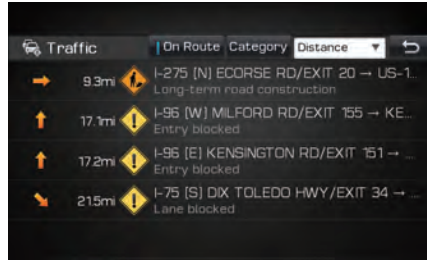 Traffic On Route Category Distance
9.3mi I-275 [N] ECORSE RD/EXIT 20 → US-1...
Long-term road construction
17.1mi I-96 [W] MILFORD RD/EXIT 155 → KE...
Entry blocked
17.2mi I-96 [E] KENSINGTON RD/EXIT 151 → ...
Entry blocked
21.5mi I-75 [S] DIX TOLEDO HWY/EXIT 34 → ...
Lane blocked